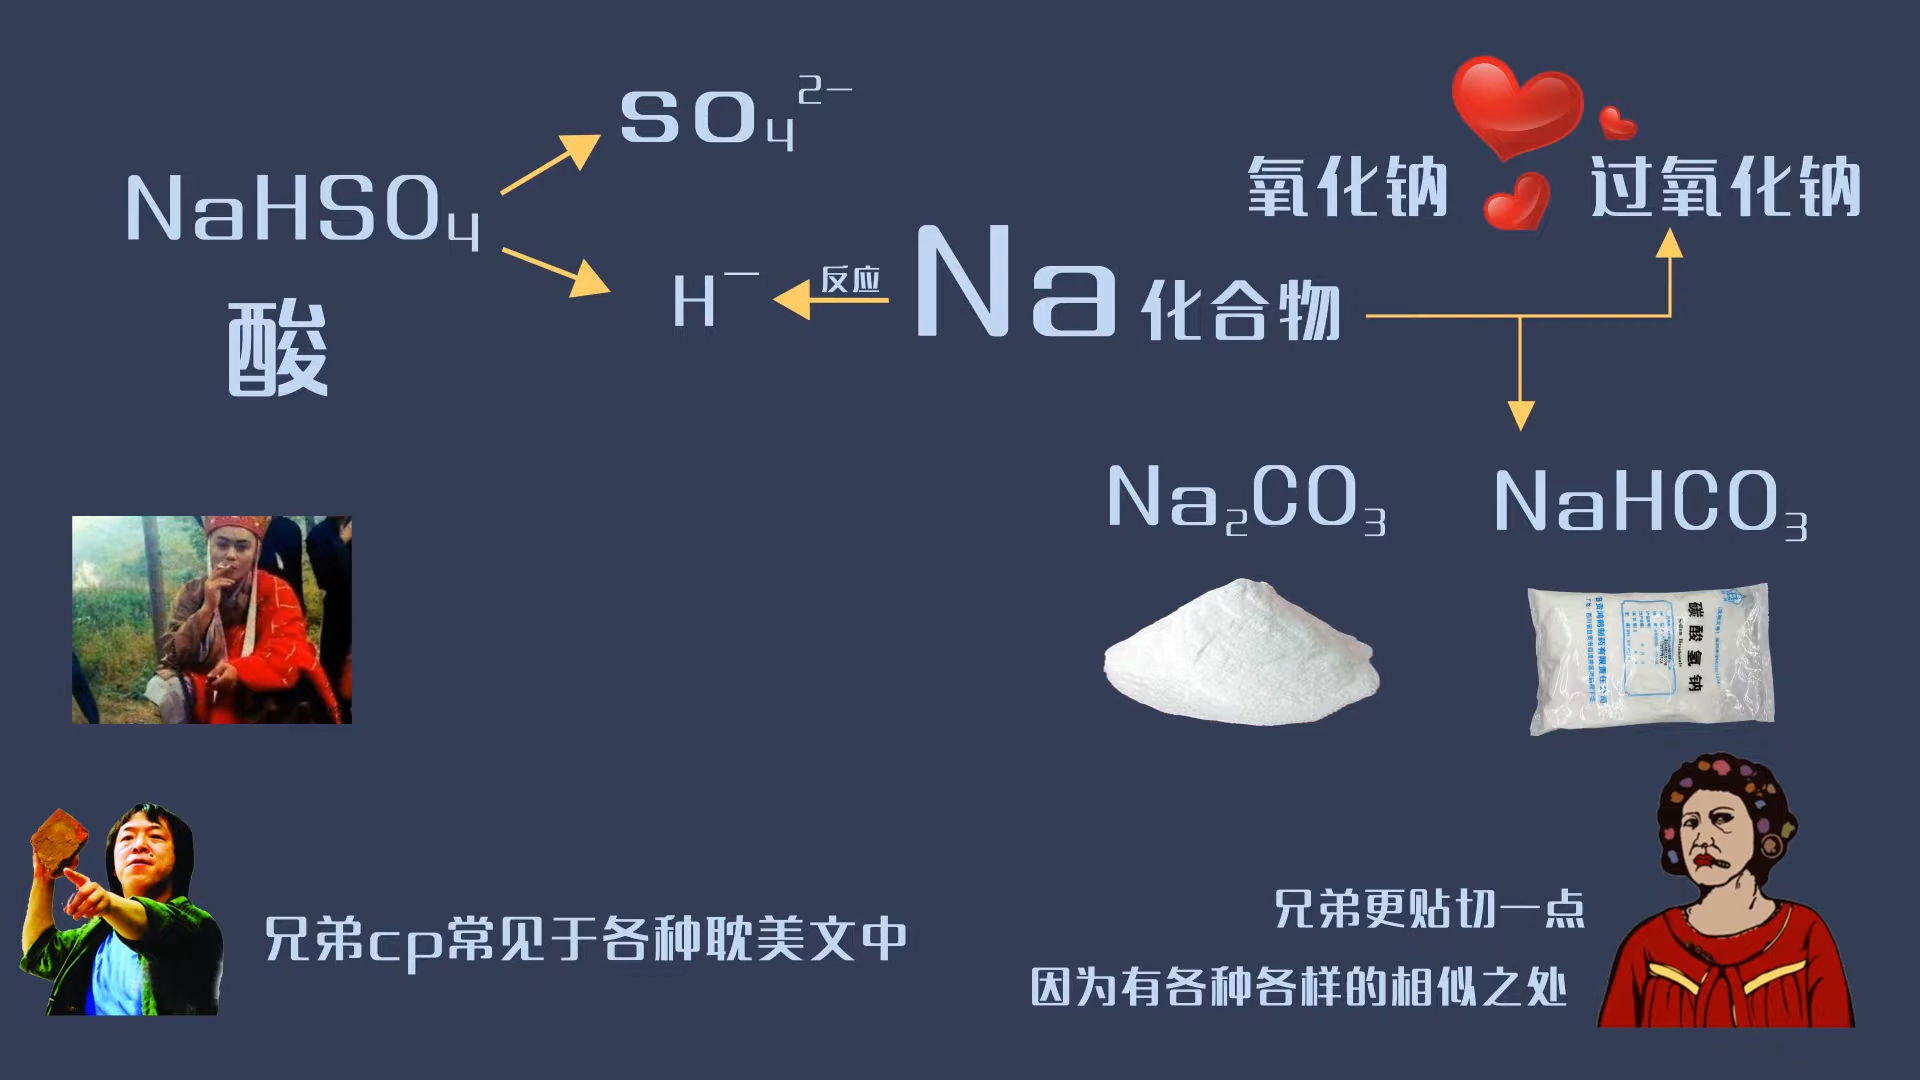 SO₄²⁻
NaHSO₄
酸
H⁻
反应
Na化合物
氧化钠
过氧化钠
Na₂CO₃
NaHCO₃
碳酸氢钠
兄弟cp常见于各种耽美文中
兄弟更贴切一点
因为有各种各样的相似之处